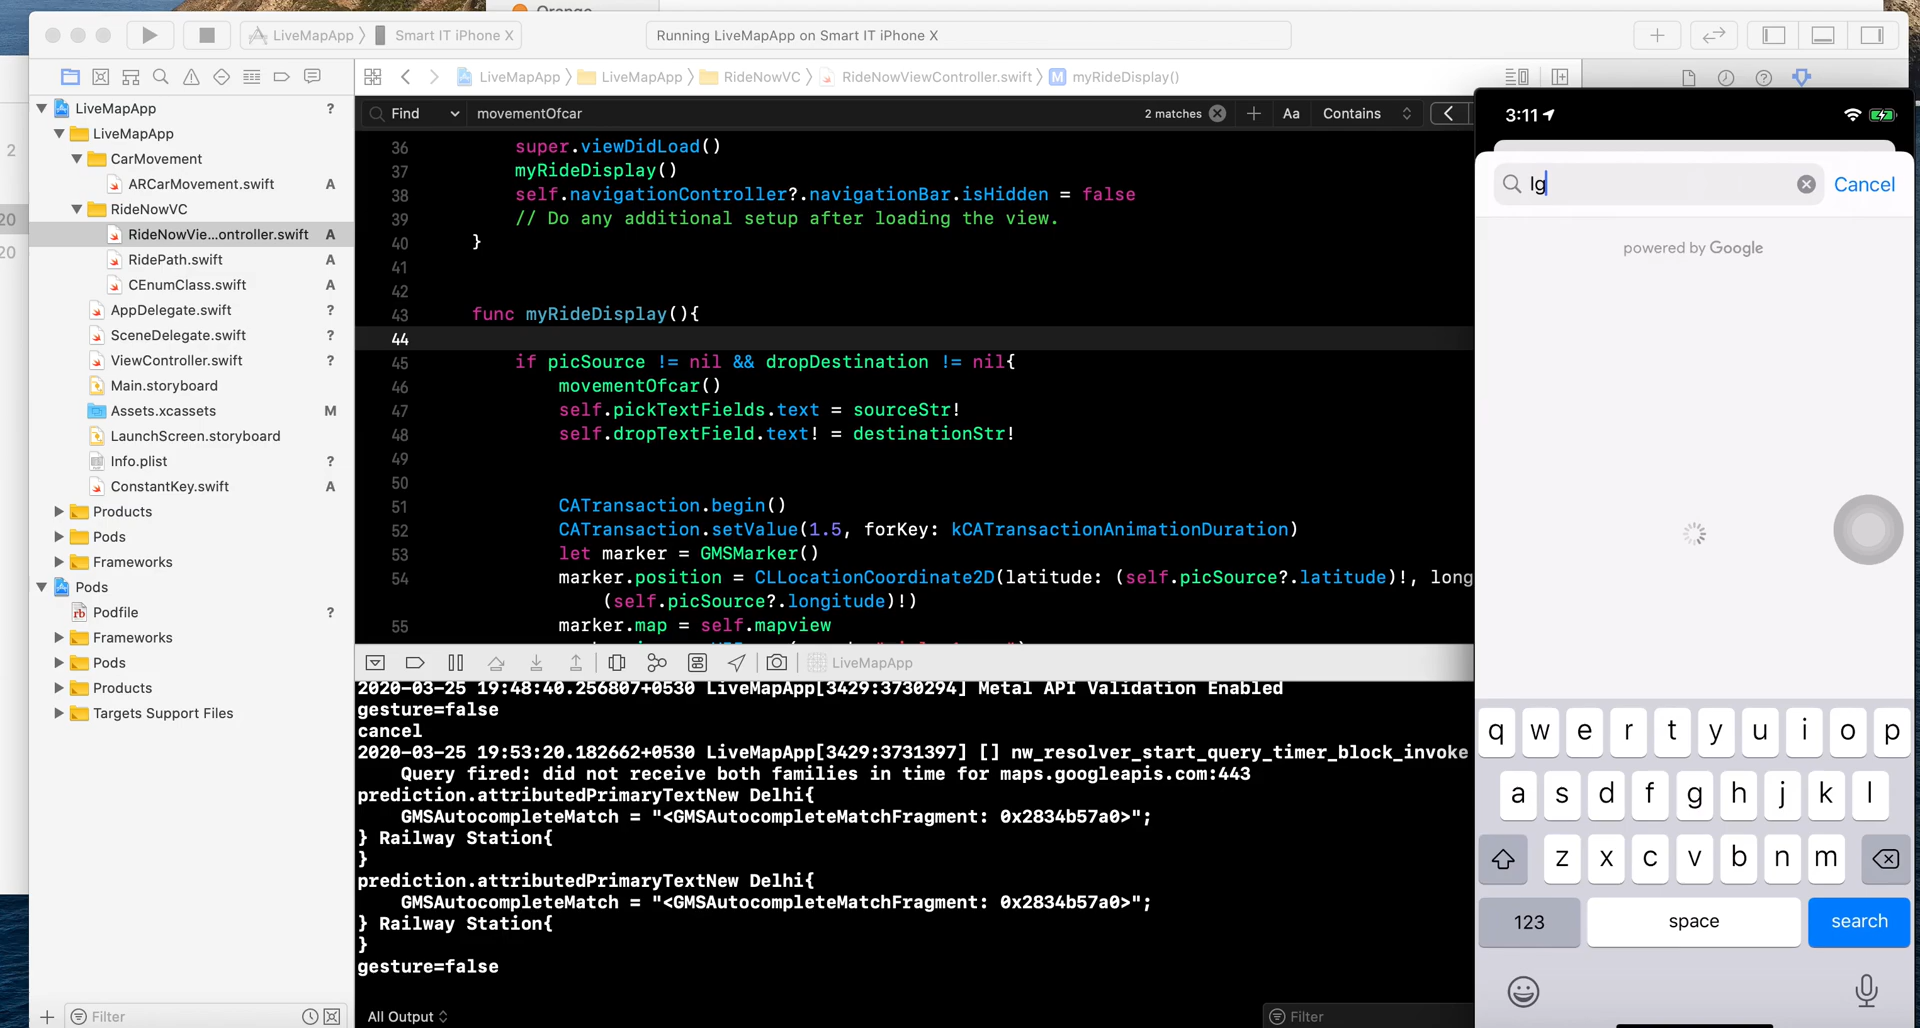 Orange
LiveMapApp
Smart IT iPhone X
Running LiveMapApp on Smart IT iPhone X
LiveMapApp
LiveMapApp
RideNowVC
RideNowViewController.swift
M myRideDisplay()
Find
movementOfcar
2 matches
Aa
Contains
LiveMapApp ?
LiveMapApp
CarMovement
ARCarMovement.swift A
RideNowVC
RideNowVie...ontroller.swift A
RidePath.swift A
CEnumClass.swift A
AppDelegate.swift ?
SceneDelegate.swift ?
ViewController.swift ?
Main.storyboard
Assets.xcassets M
LaunchScreen.storyboard
Info.plist ?
ConstantKey.swift A
Products
Pods
Frameworks
Pods
rb Podfile ?
Frameworks
Pods
Products
Targets Support Files
Filter
2
20
20
36 super.viewDidLoad()
37 myRideDisplay()
38 self.navigationController?.navigationBar.isHidden = false
39 // Do any additional setup after loading the view.
40 }
41
42
43 func myRideDisplay(){
44
45 if picSource != nil && dropDestination != nil{
46 movementOfcar()
47 self.pickTextFields.text = sourceStr!
48 self.dropTextField.text! = destinationStr!
49
50
51 CATransaction.begin()
52 CATransaction.setValue(1.5, forKey: kCATransactionAnimationDuration)
53 let marker = GMSMarker()
54 marker.position = CLLocationCoordinate2D(latitude: (self.picSource?.latitude)!, long
(self.picSource?.longitude)!)
55 marker.map = self.mapview
LiveMapApp
2020-03-25 19:48:40.256807+0530 LiveMapApp[3429:3730294] Metal API Validation Enabled
gesture=false
cancel
2020-03-25 19:53:20.182662+0530 LiveMapApp[3429:3731397] [] nw_resolver_start_query_timer_block_invoke
Query fired: did not receive both families in time for maps.googleapis.com:443
prediction.attributedPrimaryTextNew Delhi{
GMSAutocompleteMatch = "<GMSAutocompleteMatchFragment: 0x2834b57a0>";
} Railway Station{
}
prediction.attributedPrimaryTextNew Delhi{
GMSAutocompleteMatch = "<GMSAutocompleteMatchFragment: 0x2834b57a0>";
} Railway Station{
}
gesture=false
All Output
Filter
3:11
Ig
Cancel
powered by Google
q w e r t y u i o p
a s d f g h j k l
z x c v b n m
123
space
search